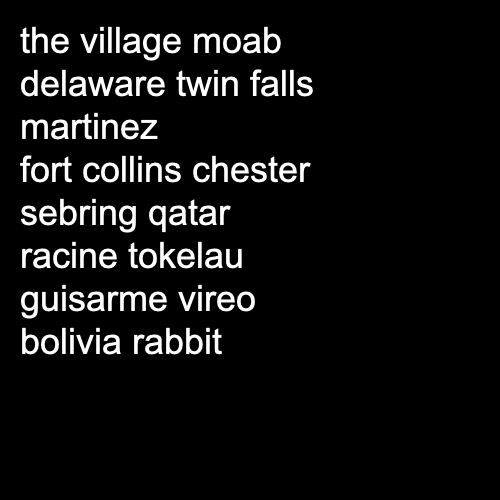 the village moab
delaware twin falls
martinez
fort collins chester
sebring qatar
racine tokelau
guisarme vireo
bolivia rabbit